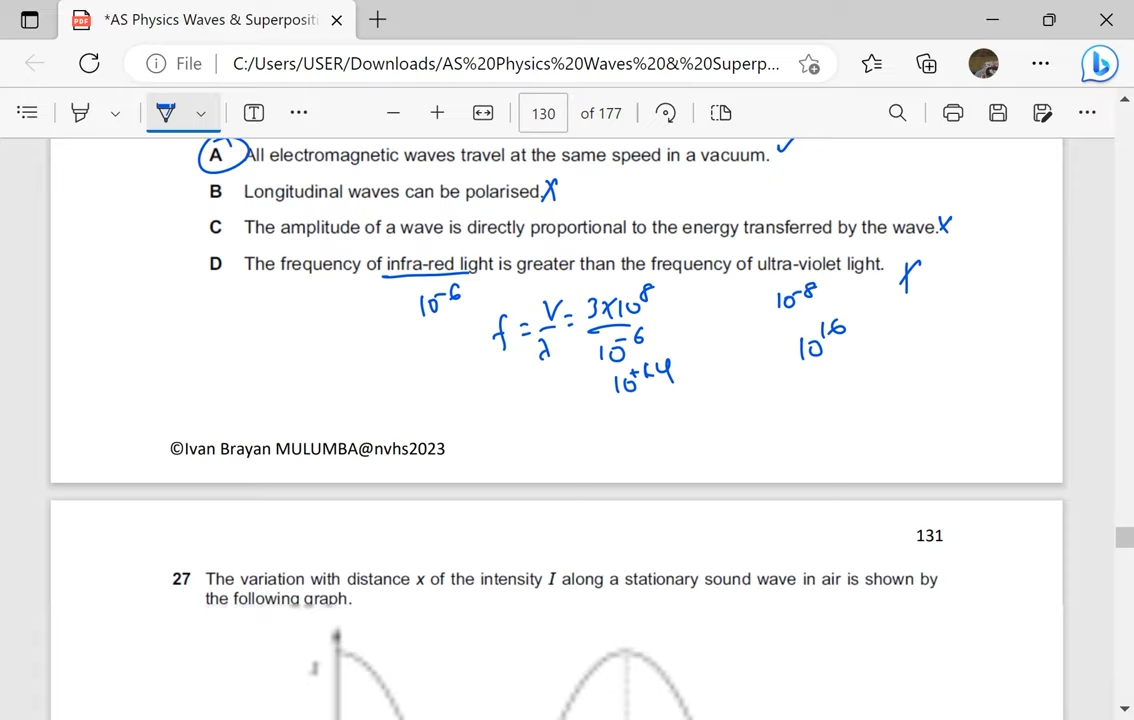 *AS Physics Waves & Superpositi
File C:/Users/USER/Downloads/AS%20Physics%20Waves%20&%20Superp...
130 of 177
A All electromagnetic waves travel at the same speed in a vacuum. ✓
B Longitudinal waves can be polarised. X
C The amplitude of a wave is directly proportional to the energy transferred by the wave. X
D The frequency of infra-red light is greater than the frequency of ultra-violet light. X
10⁻⁶ f = V/λ = 3×10⁸/10⁻⁶ 10⁻⁸
10¹⁶
©Ivan Brayan MULUMBA@nvhs2023
131
27 The variation with distance x of the intensity I along a stationary sound wave in air is shown by
the following graph.
I